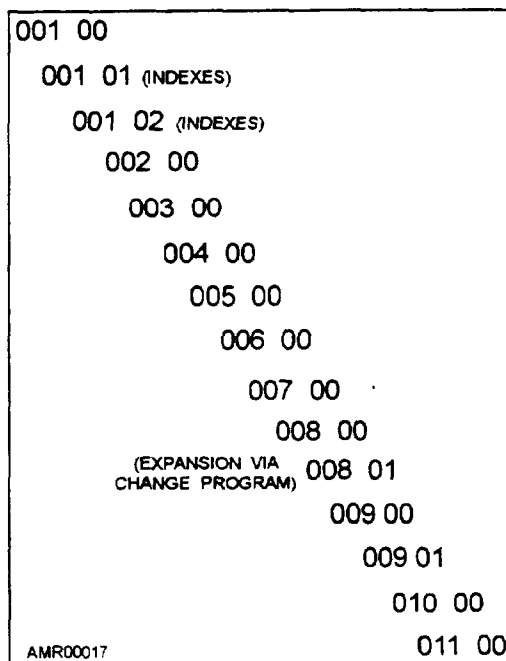 001 00
001 01 (INDEXES)
001 02 (INDEXES)
002 00
003 00
004 00
005 00
006 00
007 00
008 00
(EXPANSION VIA
CHANGE PROGRAM) 008 01
009 00
009 01
010 00
011 00
AMR00017